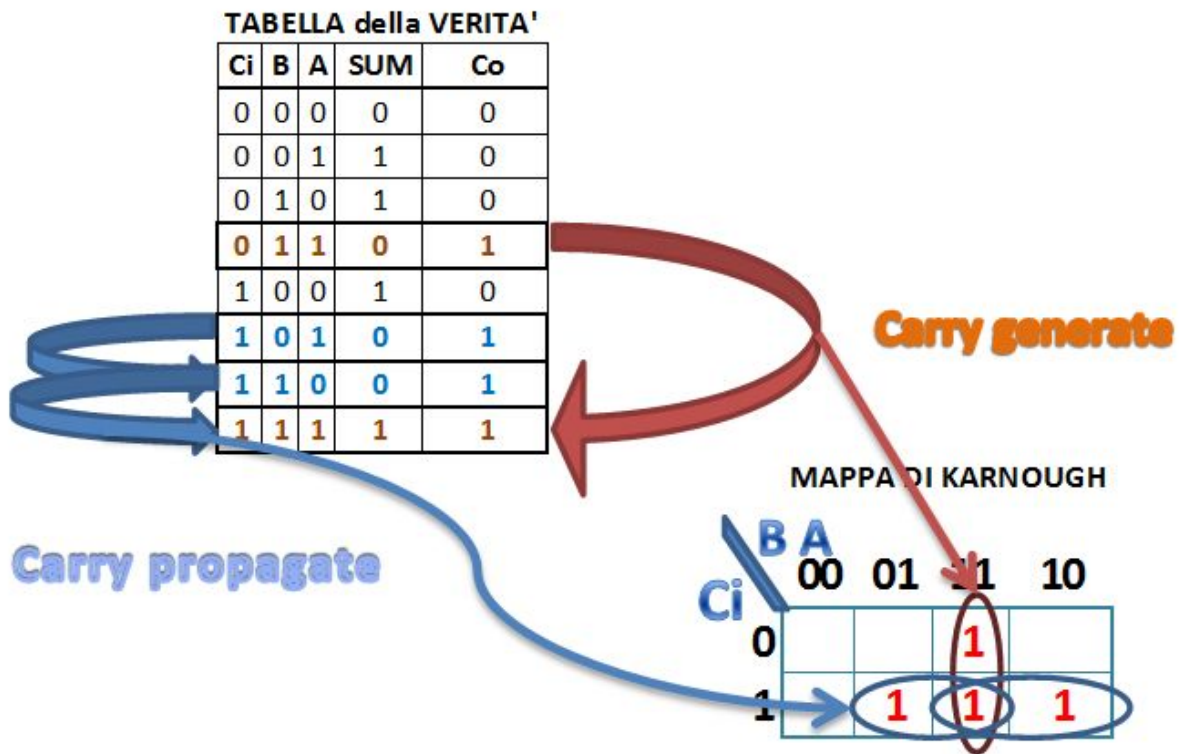 TABELLA della VERITA'
Ci B A SUM Co
0 0 0 0 0
0 0 1 1 0
0 1 0 1 0
0 1 1 0 1
1 0 0 1 0
1 0 1 0 1
1 1 0 0 1
1 1 1 1 1
Carry generate
Carry propagate
MAPPA DI KARNOUGH
B A
Ci
00 01 11 10
0 1
1 1 1 1